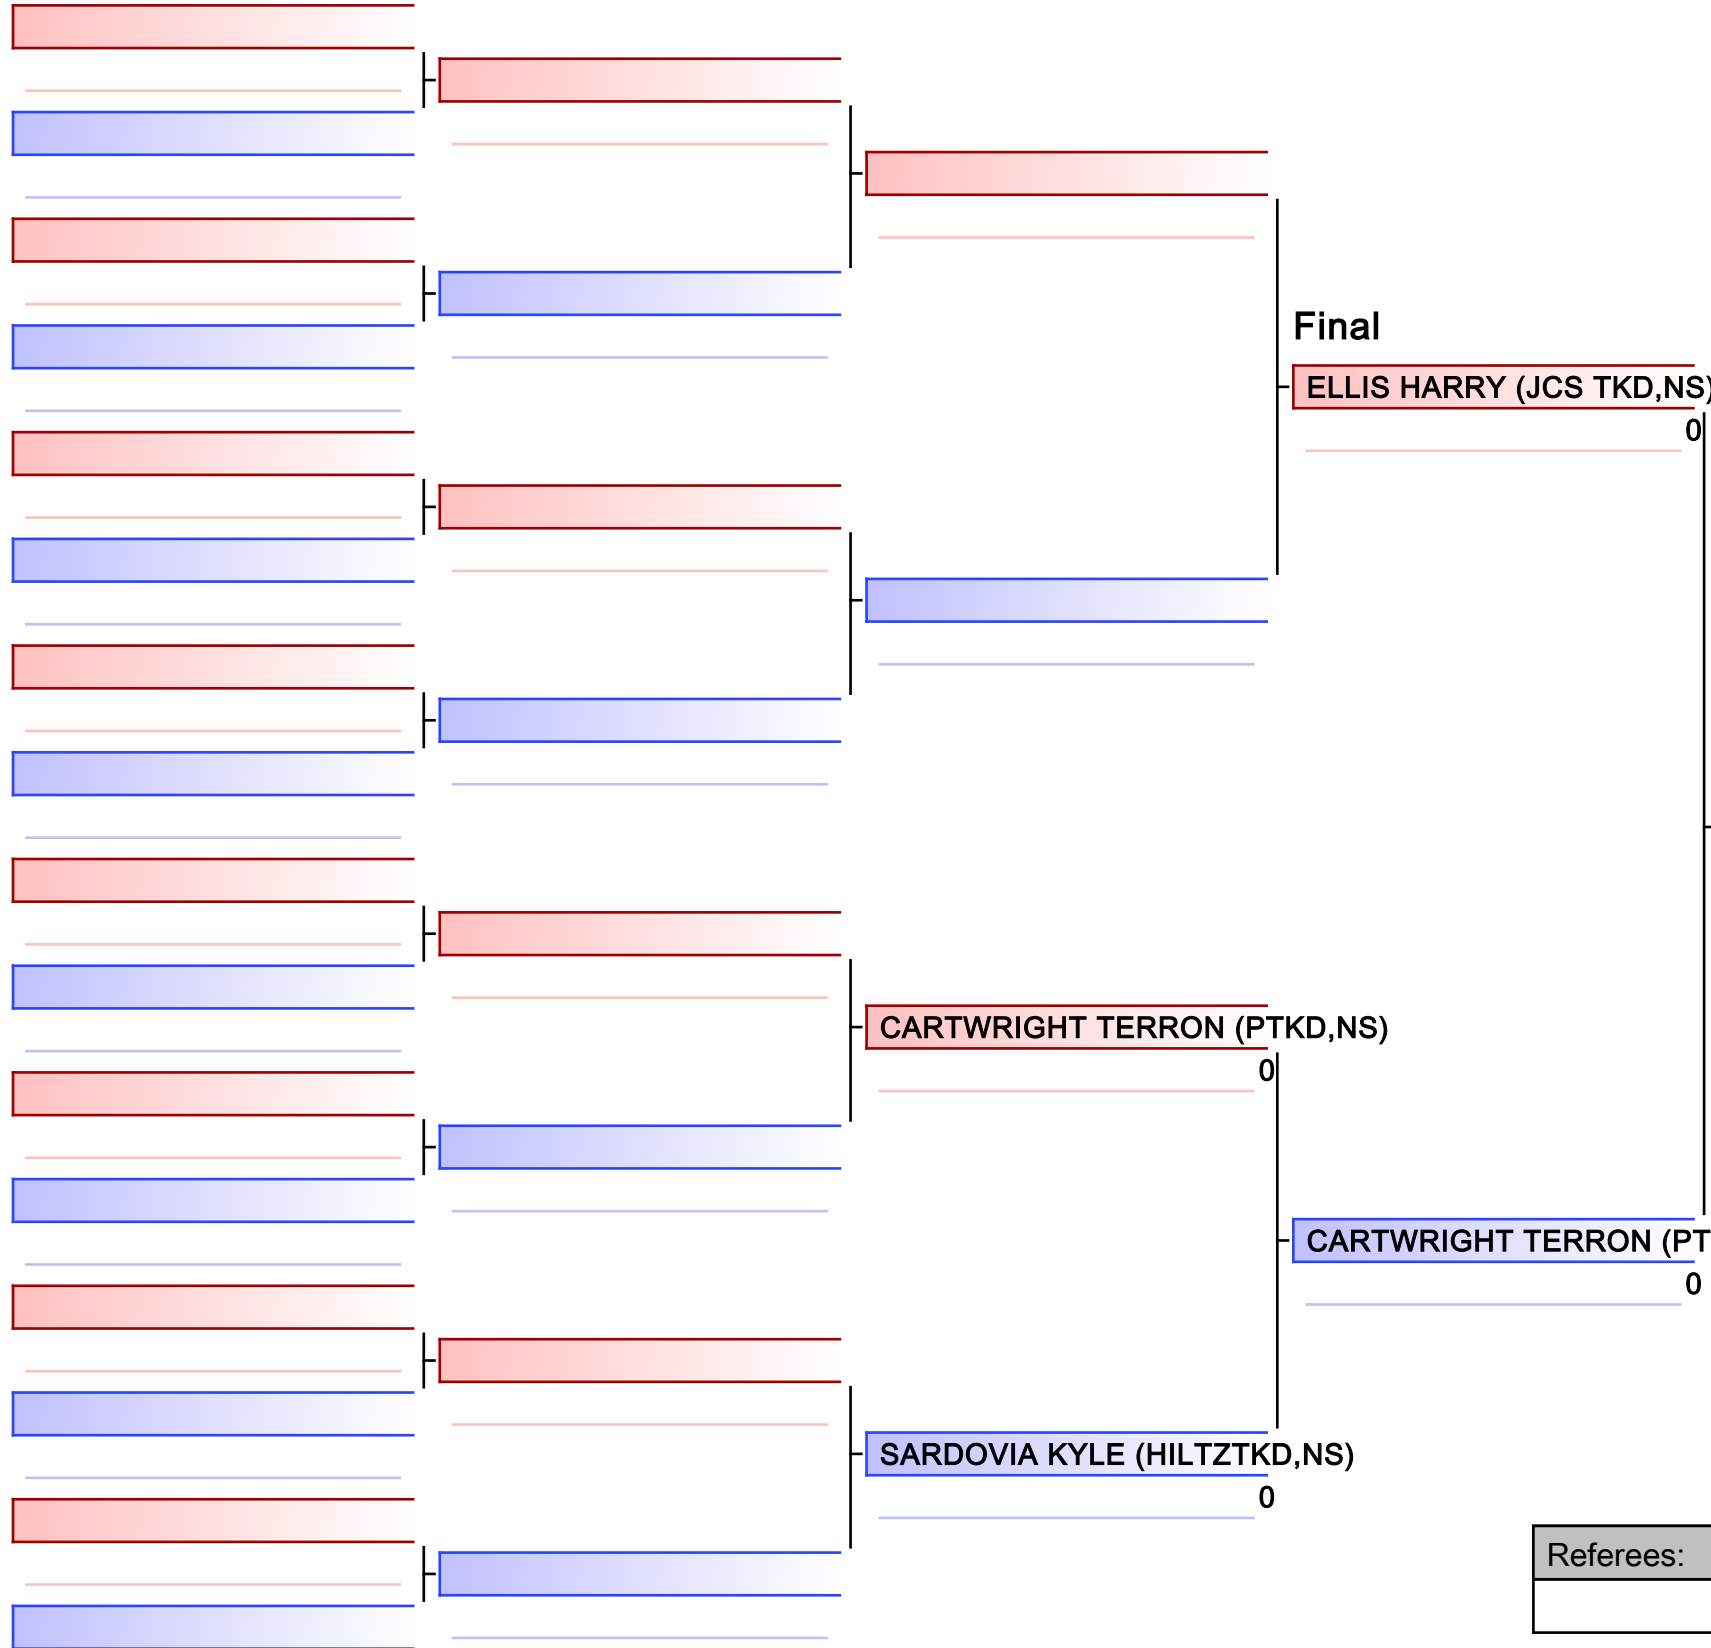 Final
ELLIS HARRY (JCS TKD,NS)
0
CARTWRIGHT TERRON (PTKD,NS)
0
CARTWRIGHT TERRON (PT
0
SARDOVIA KYLE (HILTZTKD,NS)
0
Referees: